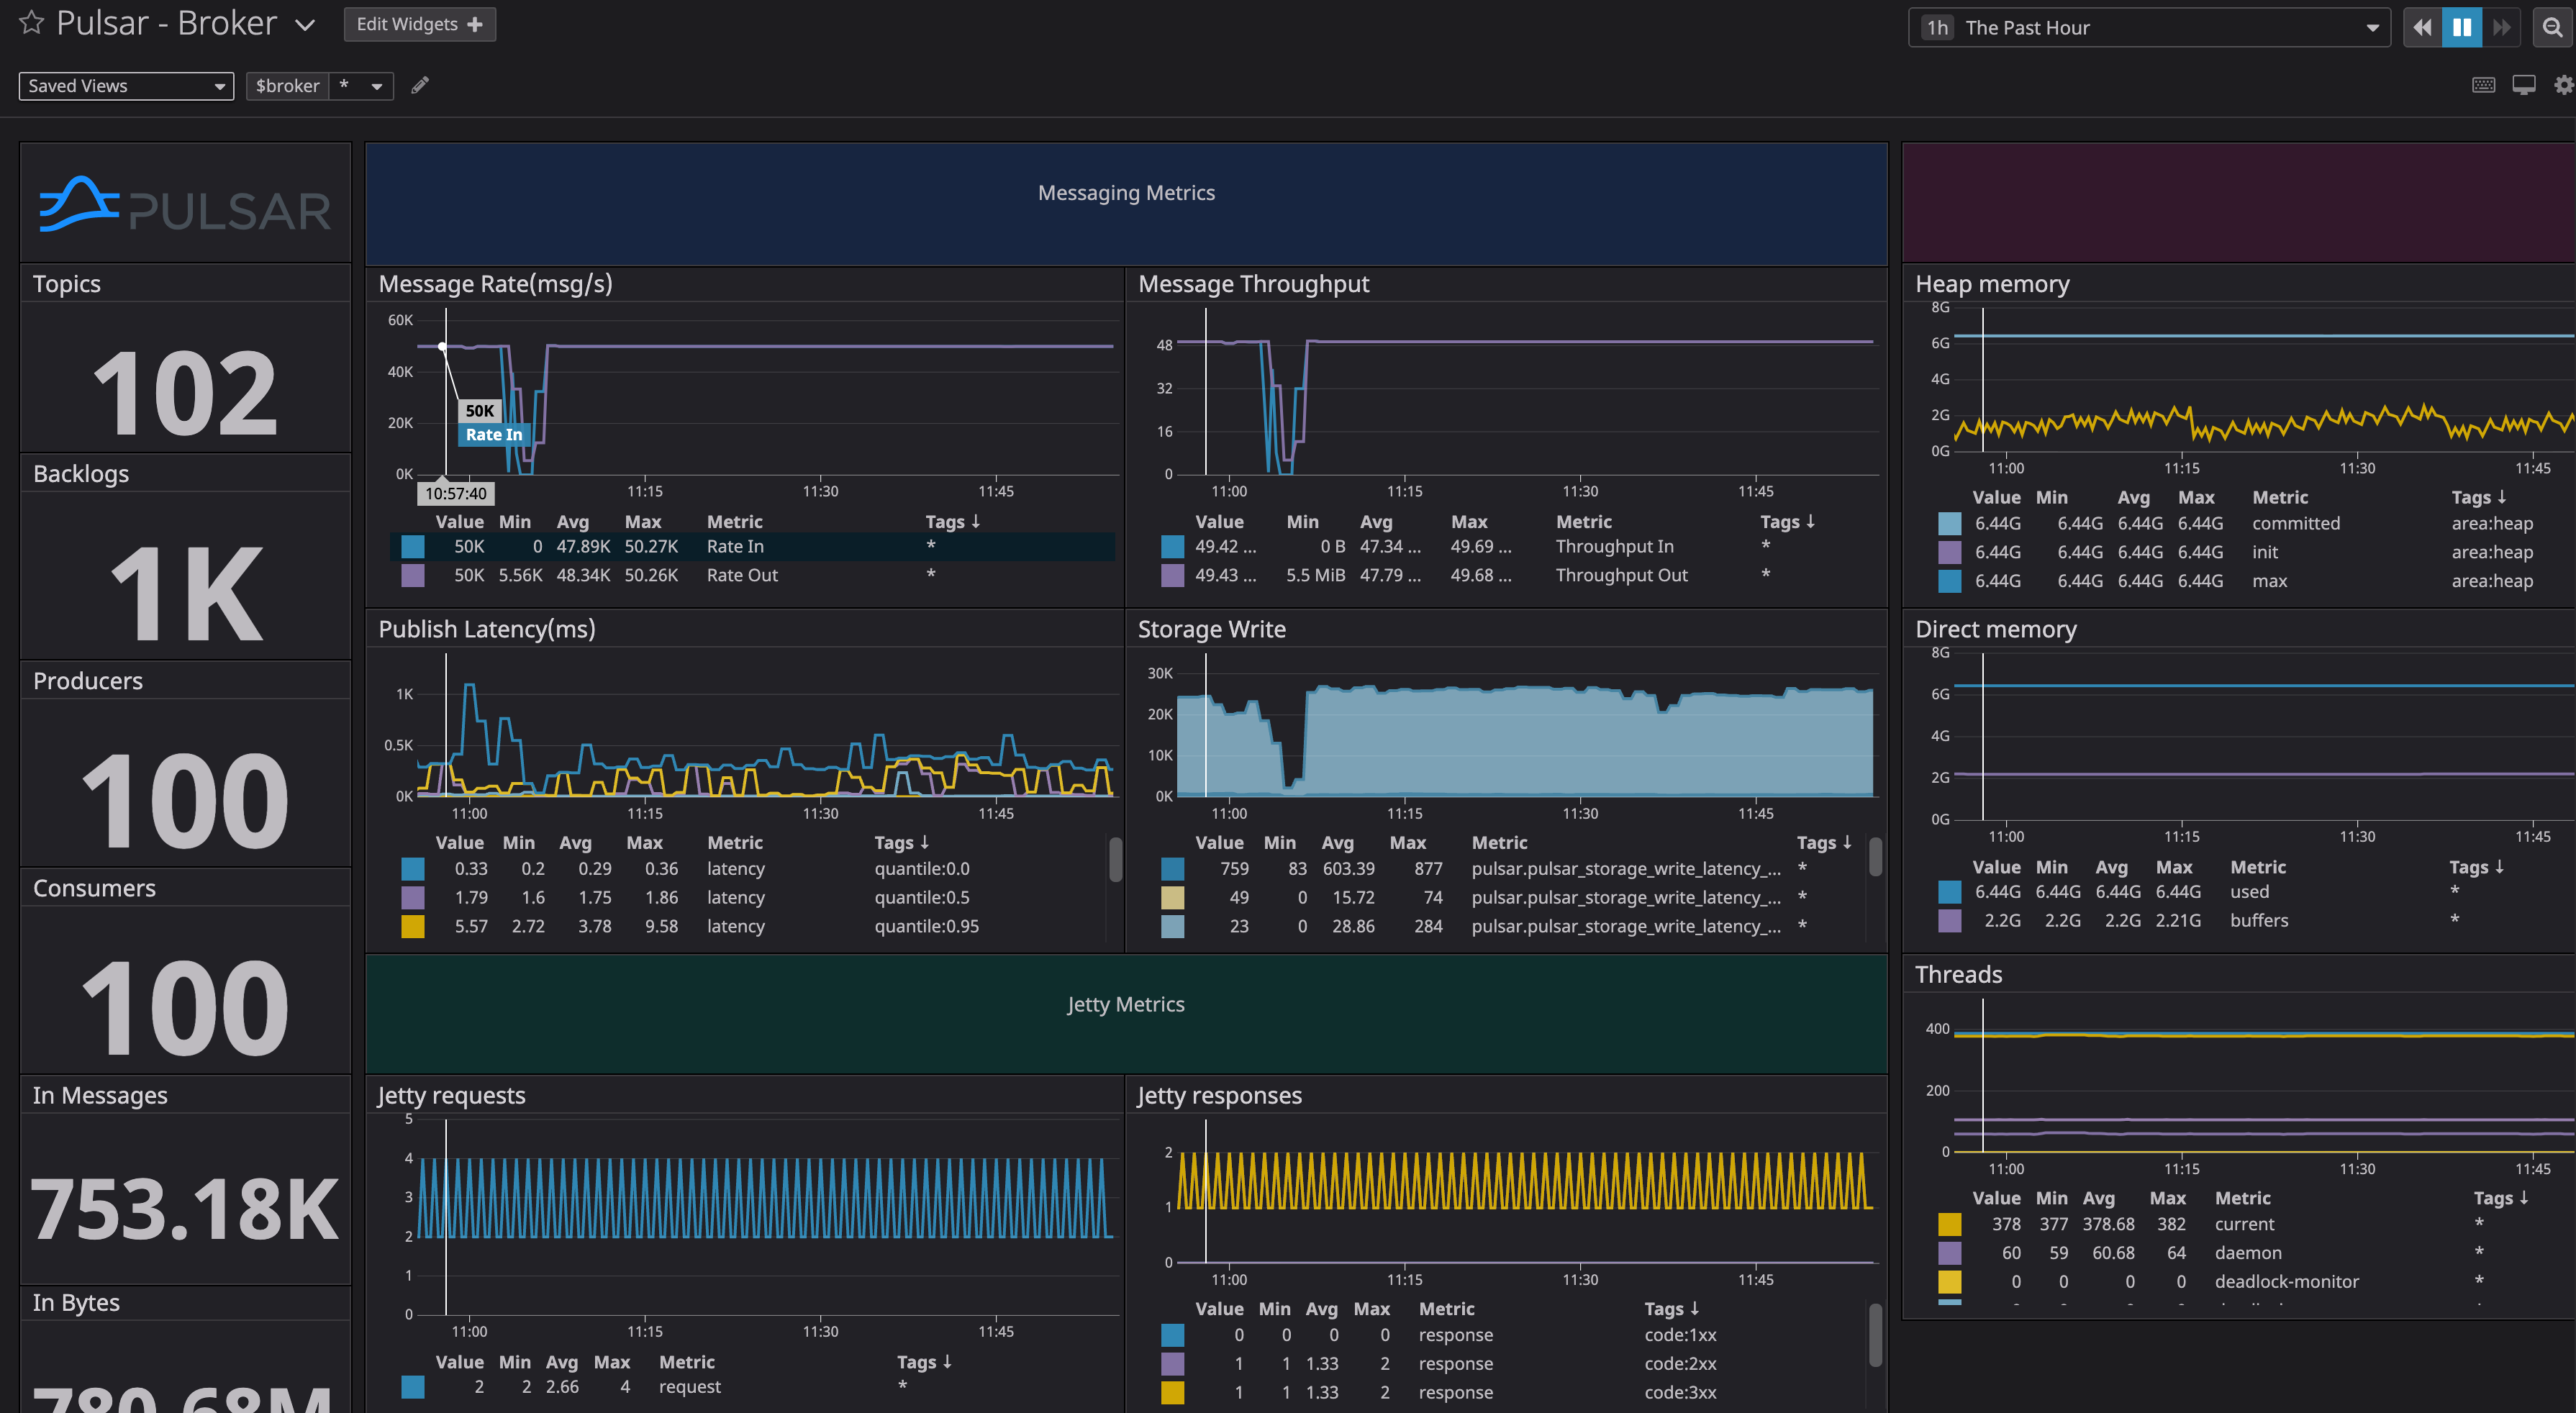 Pulsar - Broker
Edit Widgets +
1h The Past Hour
Saved Views
$broker *
PULSAR
Topics
102
Backlogs
1K
Producers
100
Consumers
100
In Messages
753.18K
In Bytes
780.68M
Messaging Metrics
Message Rate(msg/s)
60K
40K
20K
0K
50K
Rate In
10:57:40
11:15 11:30 11:45
Value Min Avg Max Metric Tags ↓
50K 0 47.89K 50.27K Rate In *
50K 5.56K 48.34K 50.26K Rate Out *
Message Throughput
48
32
16
0
11:00 11:15 11:30 11:45
Value Min Avg Max Metric Tags ↓
49.42 ... 0 B 47.34 ... 49.69 ... Throughput In *
49.43 ... 5.5 MiB 47.79 ... 49.68 ... Throughput Out *
Publish Latency(ms)
1K
0.5K
0K
11:00 11:15 11:30 11:45
Value Min Avg Max Metric Tags ↓
0.33 0.2 0.29 0.36 latency quantile:0.0
1.79 1.6 1.75 1.86 latency quantile:0.5
5.57 2.72 3.78 9.58 latency quantile:0.95
Storage Write
30K
20K
10K
0K
11:00 11:15 11:30 11:45
Value Min Avg Max Metric Tags ↓
759 83 603.39 877 pulsar.pulsar_storage_write_latency_... *
49 0 15.72 74 pulsar.pulsar_storage_write_latency_... *
23 0 28.86 284 pulsar.pulsar_storage_write_latency_... *
Jetty Metrics
Jetty requests
5
4
3
2
1
0
11:00 11:15 11:30 11:45
Value Min Avg Max Metric Tags ↓
2 2 2.66 4 request *
Jetty responses
2
1
0
11:00 11:15 11:30 11:45
Value Min Avg Max Metric Tags ↓
0 0 0 0 response code:1xx
1 1 1.33 2 response code:2xx
1 1 1.33 2 response code:3xx
Heap memory
8G
6G
4G
2G
0G
11:00 11:15 11:30 11:45
Value Min Avg Max Metric Tags ↓
6.44G 6.44G 6.44G 6.44G committed area:heap
6.44G 6.44G 6.44G 6.44G init area:heap
6.44G 6.44G 6.44G 6.44G max area:heap
Direct memory
8G
6G
4G
2G
0G
11:00 11:15 11:30 11:45
Value Min Avg Max Metric Tags ↓
6.44G 6.44G 6.44G 6.44G used *
2.2G 2.2G 2.2G 2.21G buffers *
Threads
400
200
0
11:00 11:15 11:30 11:45
Value Min Avg Max Metric Tags ↓
378 377 378.68 382 current *
60 59 60.68 64 daemon *
0 0 0 0 deadlock-monitor *